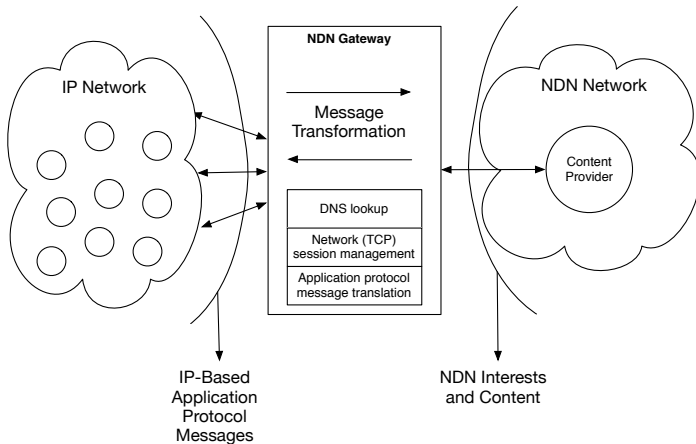 NDN Gateway
IP Network
NDN Network
Message
Transformation
Content
Provider
DNS lookup
Network (TCP)
session management
Application protocol
message translation
IP-Based
Application
Protocol
Messages
NDN Interests
and Content